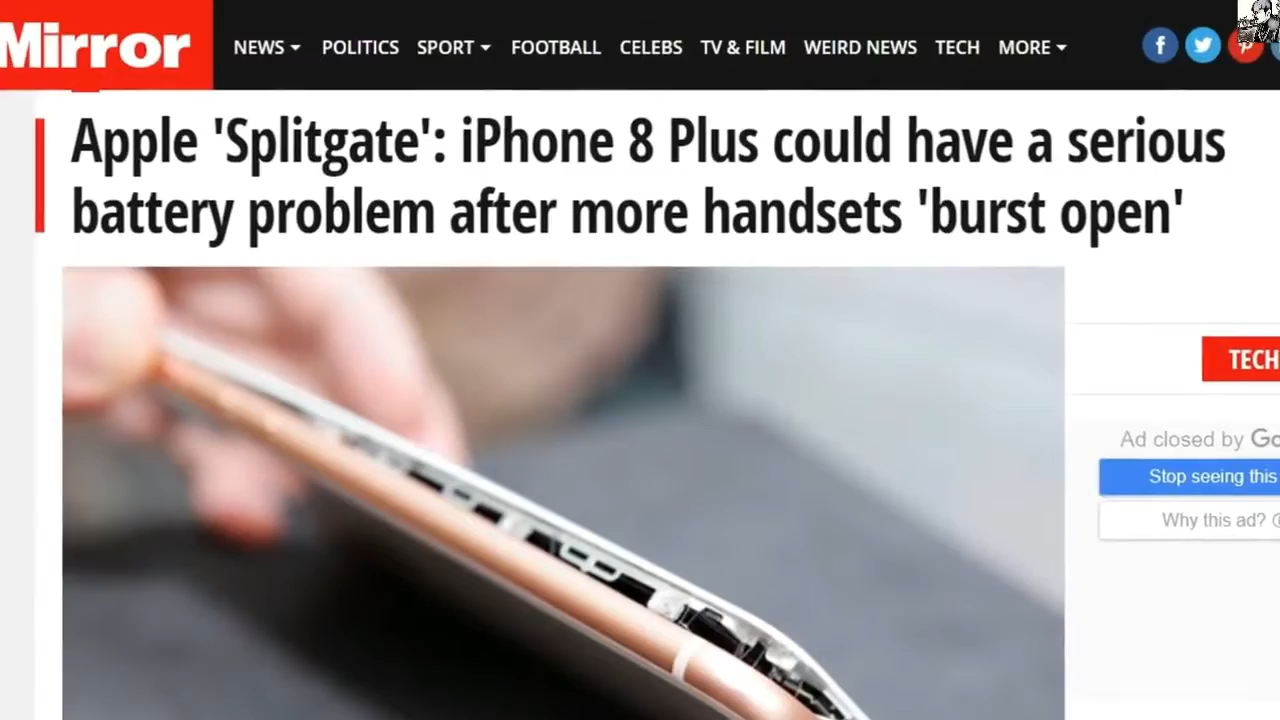 Mirror
NEWS POLITICS SPORT FOOTBALL CELEBS TV & FILM WEIRD NEWS TECH MORE
Apple 'Splitgate': iPhone 8 Plus could have a serious
battery problem after more handsets 'burst open'
TECH
Ad closed by Go
Stop seeing this
Why this ad?